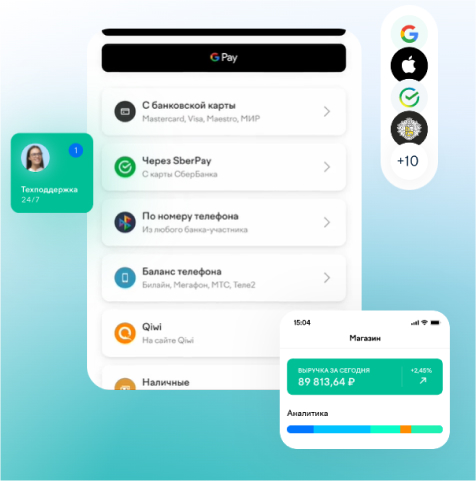 G Pay
С банковской карты
Mastercard, Visa, Maestro, МИР
Через SberPay
С карты СберБанка
По номеру телефона
Из любого банка-участника
Баланс телефона
Билайн, Мегафон, МТС, Теле2
Qiwi
На сайте Qiwi
Наличные
1
Техподдержка
24/7
G
+10
15:04
Магазин
ВЫРУЧКА ЗА СЕГОДНЯ
+2,45%
89 813,64 ₽
Аналитика